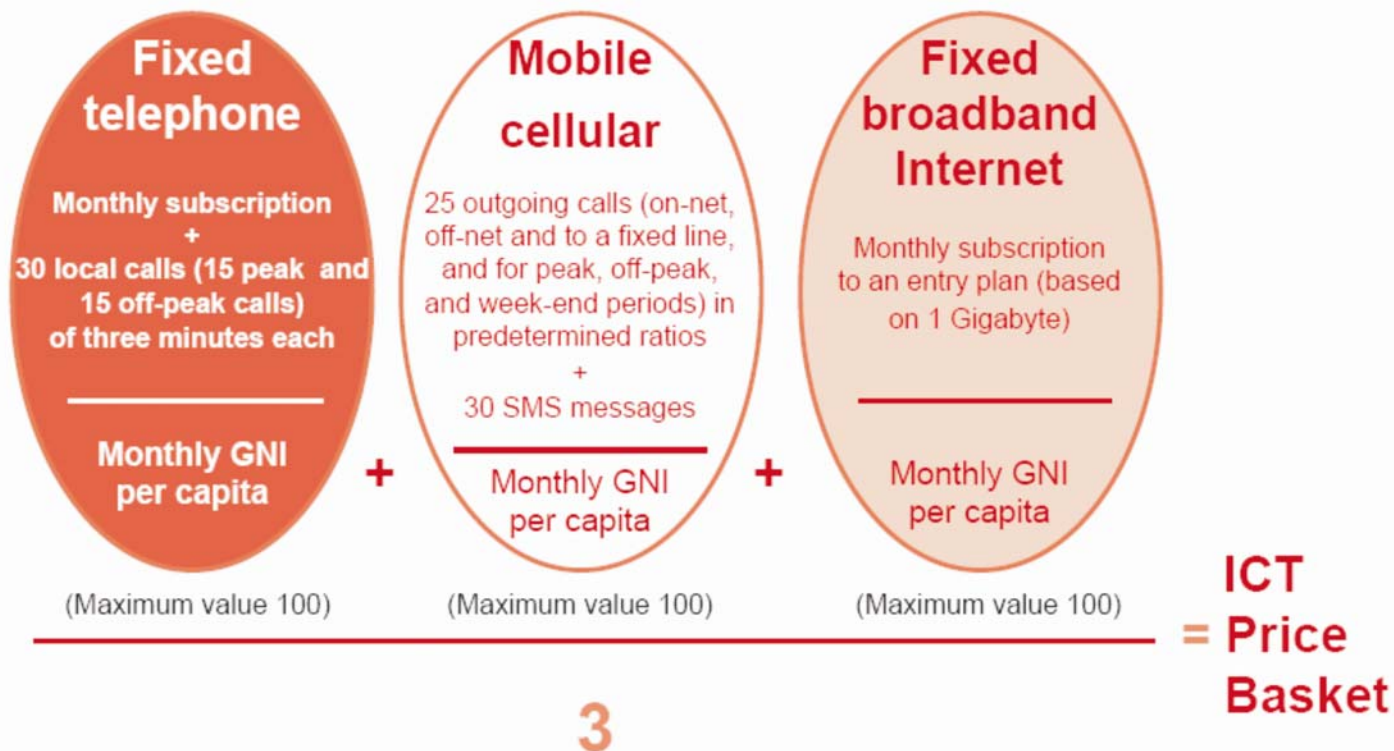 Fixed
telephone
Monthly subscription
+
30 local calls (15 peak and
15 off-peak calls)
of three minutes each
Monthly GNI
per capita
(Maximum value 100)
+
Mobile
cellular
25 outgoing calls (on-net,
off-net and to a fixed line,
and for peak, off-peak,
and week-end periods) in
predetermined ratios
+
30 SMS messages
Monthly GNI
per capita
(Maximum value 100)
+
Fixed
broadband
Internet
Monthly subscription
to an entry plan (based
on 1 Gigabyte)
Monthly GNI
per capita
(Maximum value 100)
3
=
ICT
Price
Basket